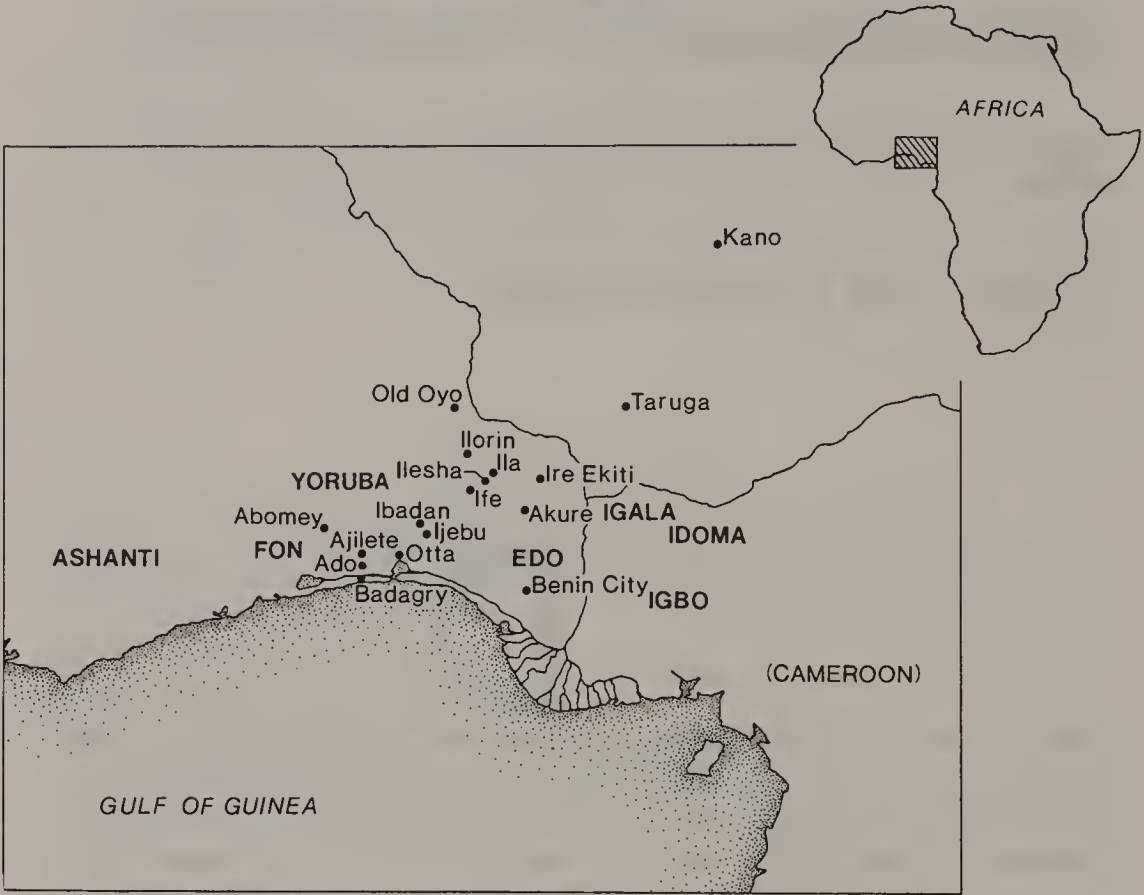 AFRICA
Kano
Old Oyo
Taruga
Ilorin
Ila
Ilesha
Ire Ekiti
YORUBA
Ife
Ibadan
Akure
IGALA
Abomey
Ijebu
IDOMA
Ajilete
ASHANTI
FON
Otta
EDO
Ado
Benin City
IGBO
Badagry
(CAMEROON)
GULF OF GUINEA